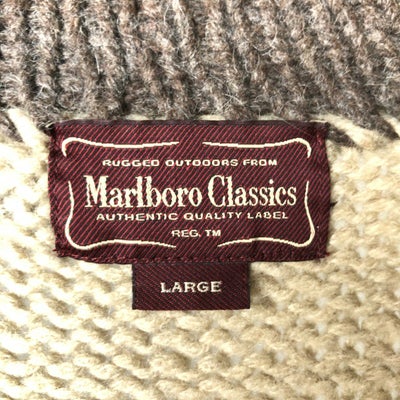 RUGGED OUTDOORS FROM
Marlboro Classics
AUTHENTIC QUALITY LABEL
REG. TM
LARGE